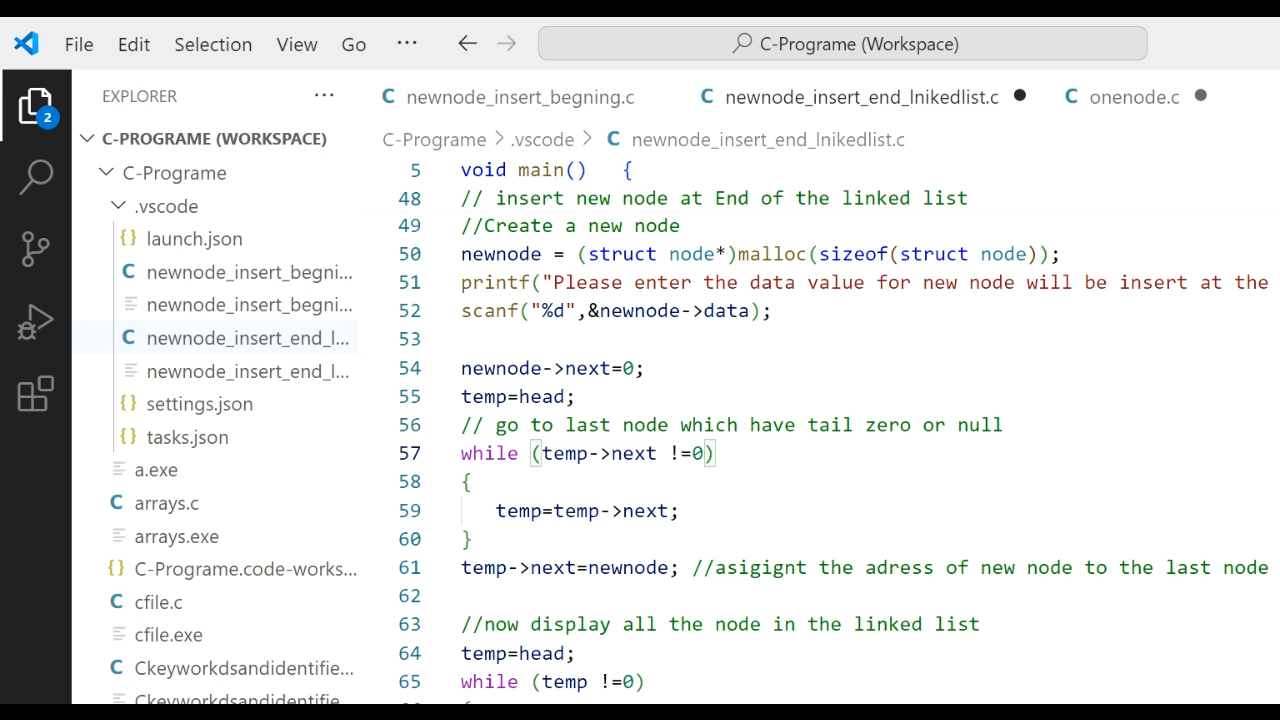 File Edit Selection View Go ··· C-Programe (Workspace)
EXPLORER ···
2
C-PROGRAME (WORKSPACE)
C-Programe
.vscode
{} launch.json
C newnode_insert_begni...
newnode_insert_begni...
C newnode_insert_end_l...
newnode_insert_end_l...
{} settings.json
{} tasks.json
a.exe
C arrays.c
arrays.exe
{} C-Programe.code-works...
C cfile.c
cfile.exe
C Ckeyworkdsandidentifie...
Ckeyworkdsandidentifie
C newnode_insert_begning.c C newnode_insert_end_lnikedlist.c ● C onenode.c ●
C-Programe > .vscode > C newnode_insert_end_lnikedlist.c
5 void main() {
48 // insert new node at End of the linked list
49 //Create a new node
50 newnode = (struct node*)malloc(sizeof(struct node));
51 printf("Please enter the data value for new node will be insert at the
52 scanf("%d",&newnode->data);
53
54 newnode->next=0;
55 temp=head;
56 // go to last node which have tail zero or null
57 while (temp->next !=0)
58 {
59 temp=temp->next;
60 }
61 temp->next=newnode; //asigignt the adress of new node to the last node
62
63 //now display all the node in the linked list
64 temp=head;
65 while (temp !=0)